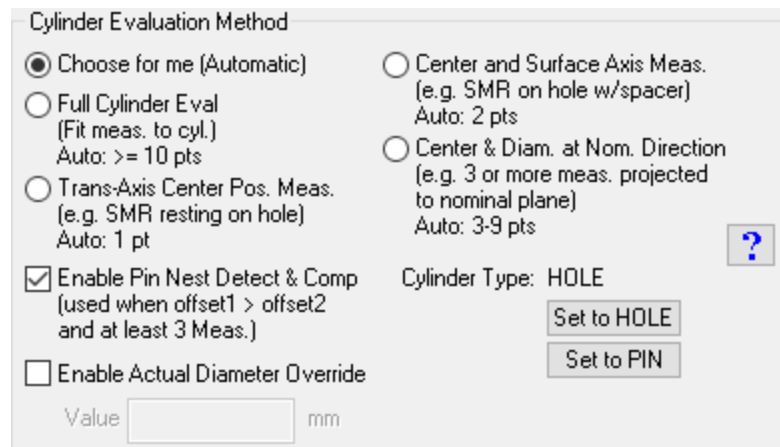 Cylinder Evaluation Method
Choose for me (Automatic)
Full Cylinder Eval
(Fit meas. to cyl.)
Auto: >= 10 pts
Trans-Axis Center Pos. Meas.
(e.g. SMR resting on hole)
Auto: 1 pt
Center and Surface Axis Meas.
(e.g. SMR on hole w/spacer)
Auto: 2 pts
Center & Diam. at Nom. Direction
(e.g. 3 or more meas. projected
to nominal plane)
Auto: 3-9 pts
?
Enable Pin Nest Detect & Comp
(used when offset1 > offset2
and at least 3 Meas.)
Cylinder Type: HOLE
Set to HOLE
Set to PIN
Enable Actual Diameter Override
Value mm